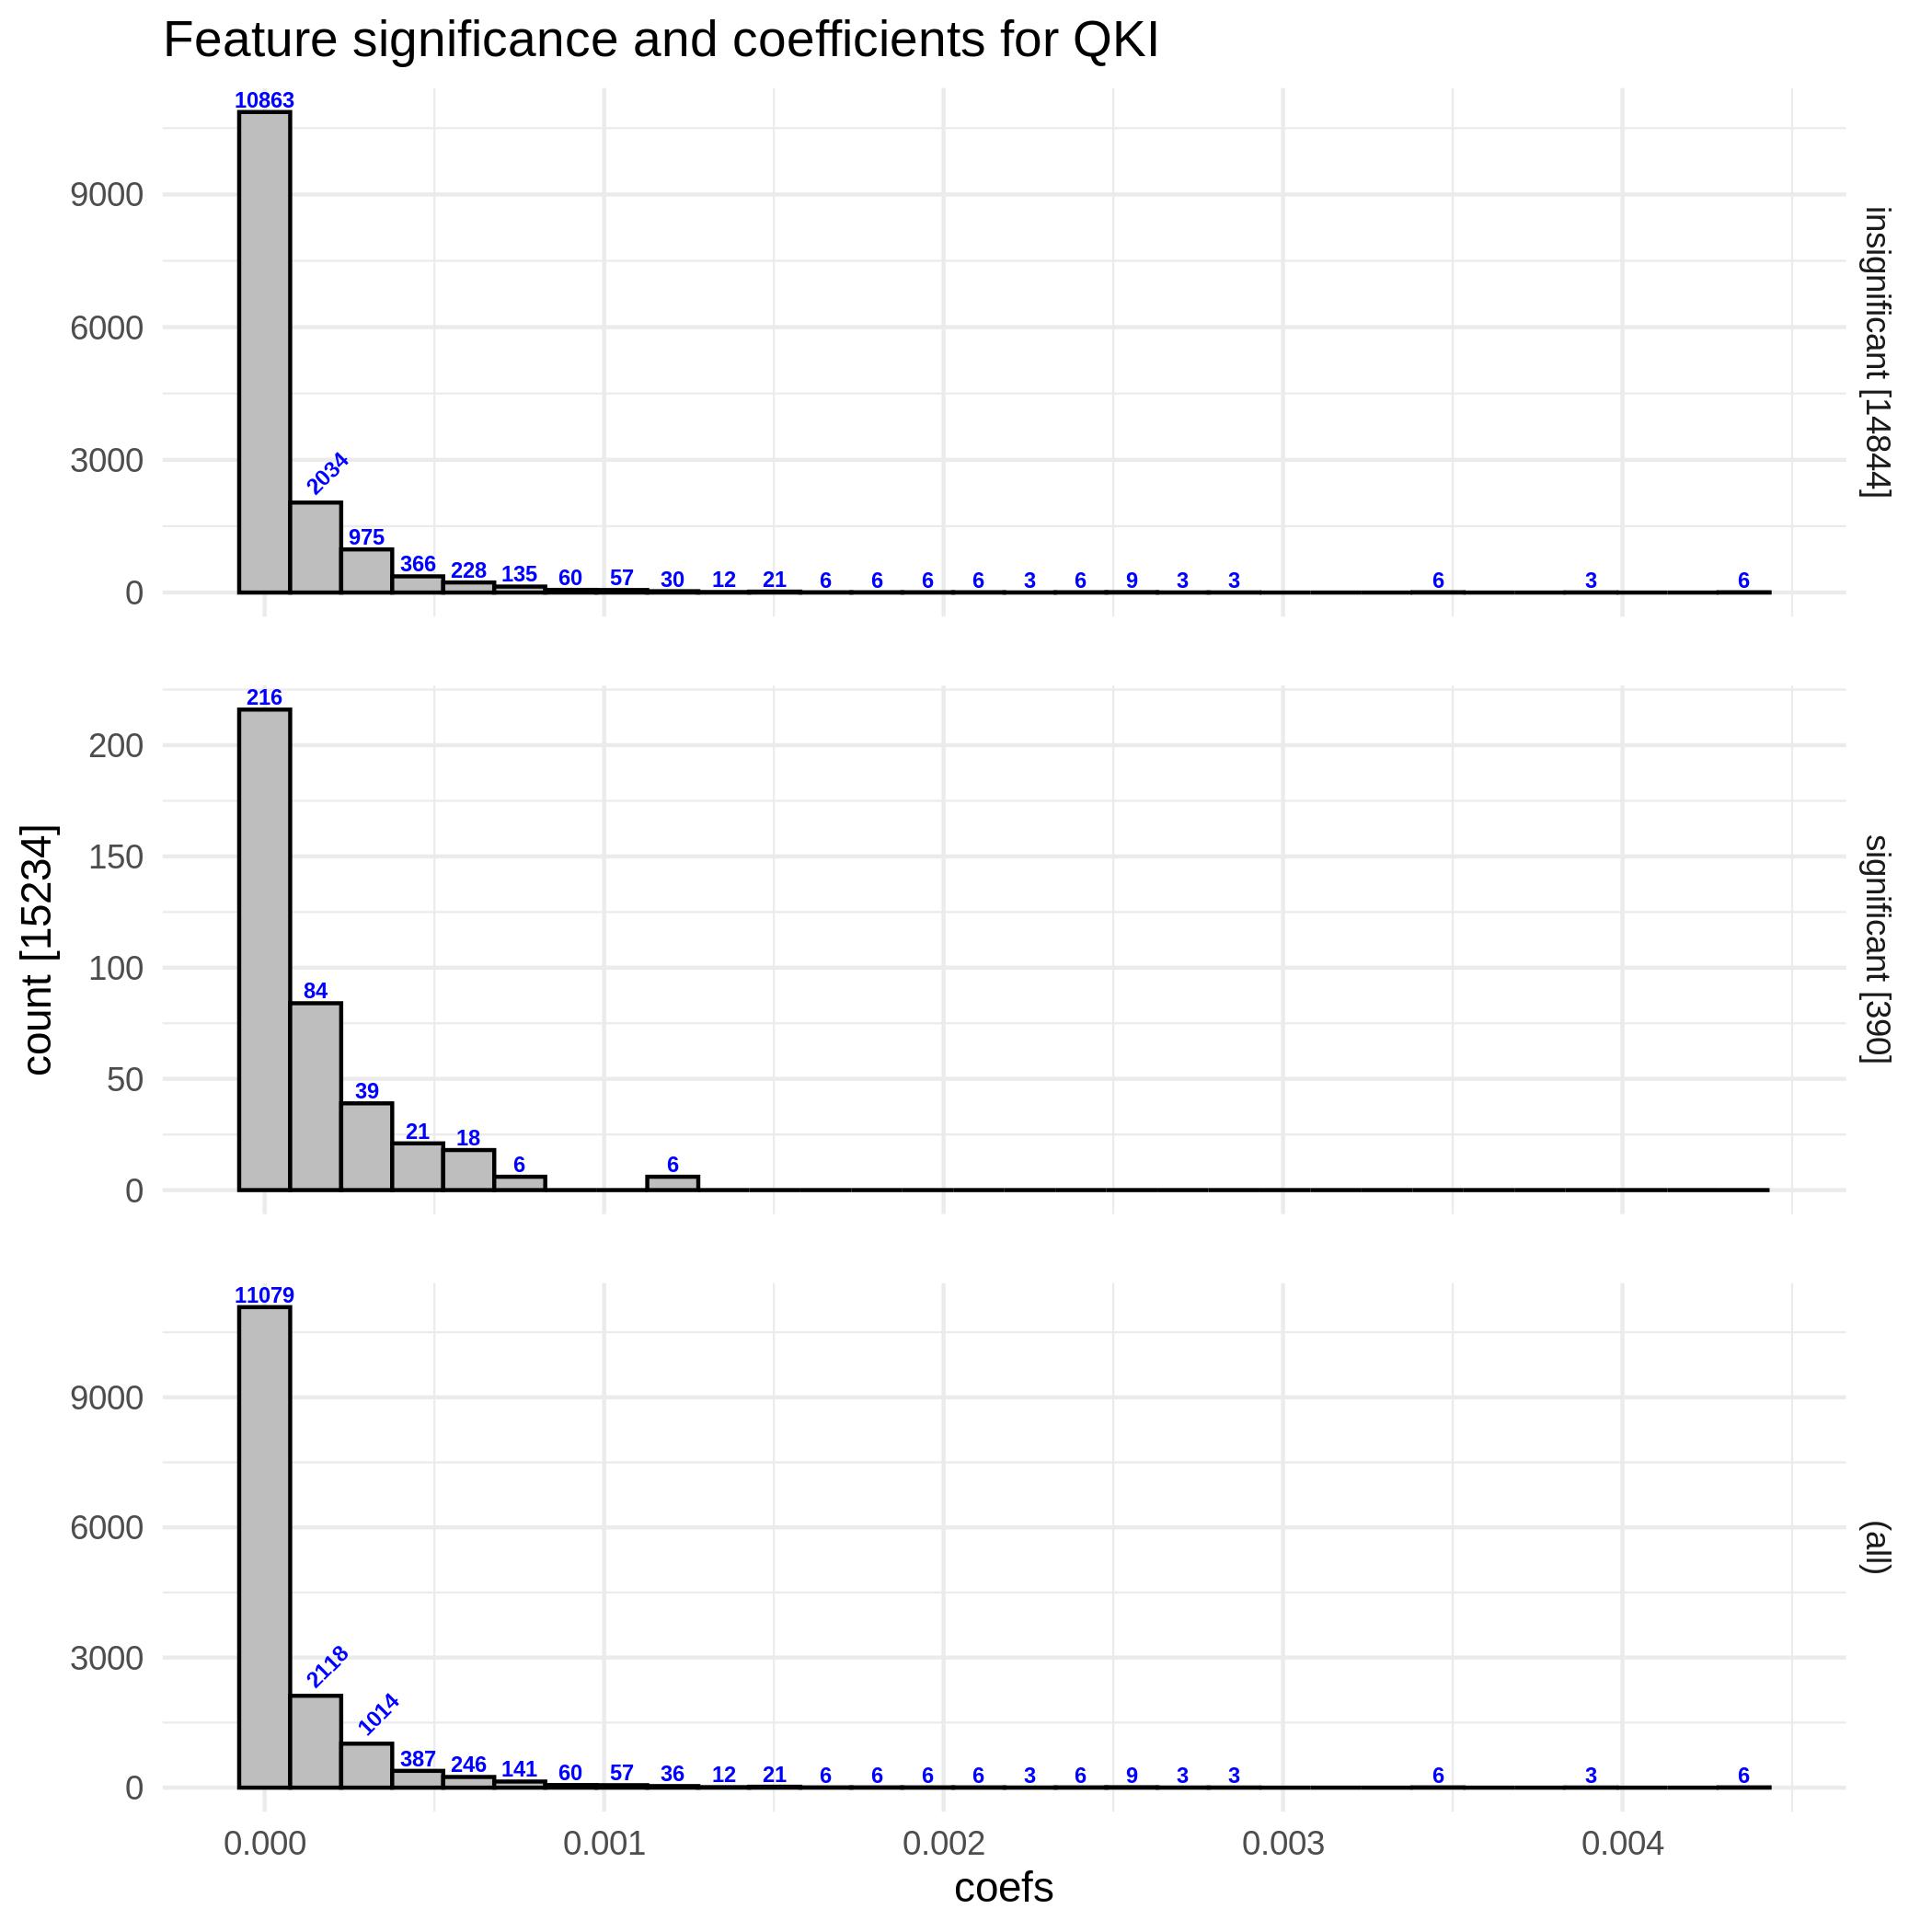 Feature significance and coefficients for QKI
10863
2034
975
366 228 135 60 57 30 12 21 6 6 6 6 3 6 9 3 3 6 3 6
9000
6000
3000
0
insignificant [14844]
216
84
39
21 18 6 6
200
150
100
50
0
significant [390]
count [15234]
11079
2118
1014
387 246 141 60 57 36 12 21 6 6 6 6 3 6 9 3 3 6 3 6
9000
6000
3000
0
(all)
0.000 0.001 0.002 0.003 0.004
coefs